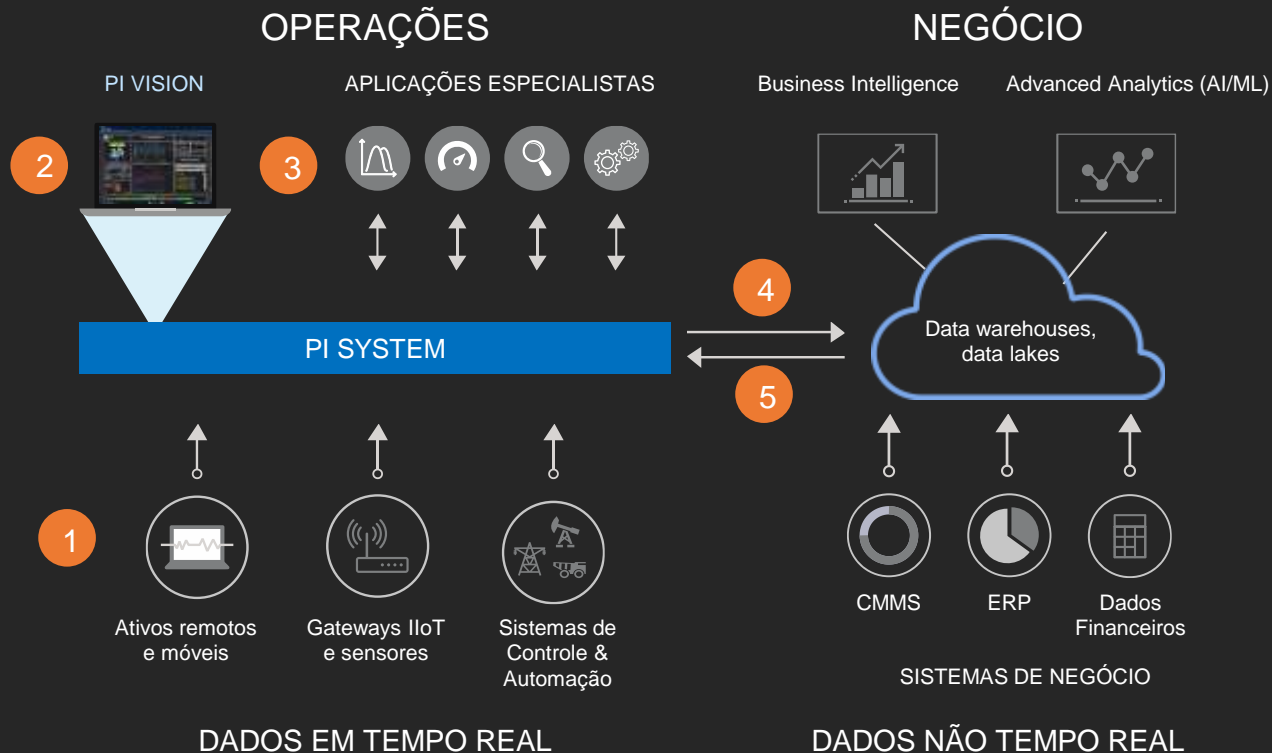 OPERAÇÕES
NEGÓCIO
PI VISION
APLICAÇÕES ESPECIALISTAS
Business Intelligence
Advanced Analytics (AI/ML)
2
3
4
PI SYSTEM
Data warehouses,
data lakes
5
1
Ativos remotos
e móveis
Gateways IIoT
e sensores
Sistemas de
Controle &
Automação
CMMS
ERP
Dados
Financeiros
SISTEMAS DE NEGÓCIO
DADOS EM TEMPO REAL
DADOS NÃO TEMPO REAL